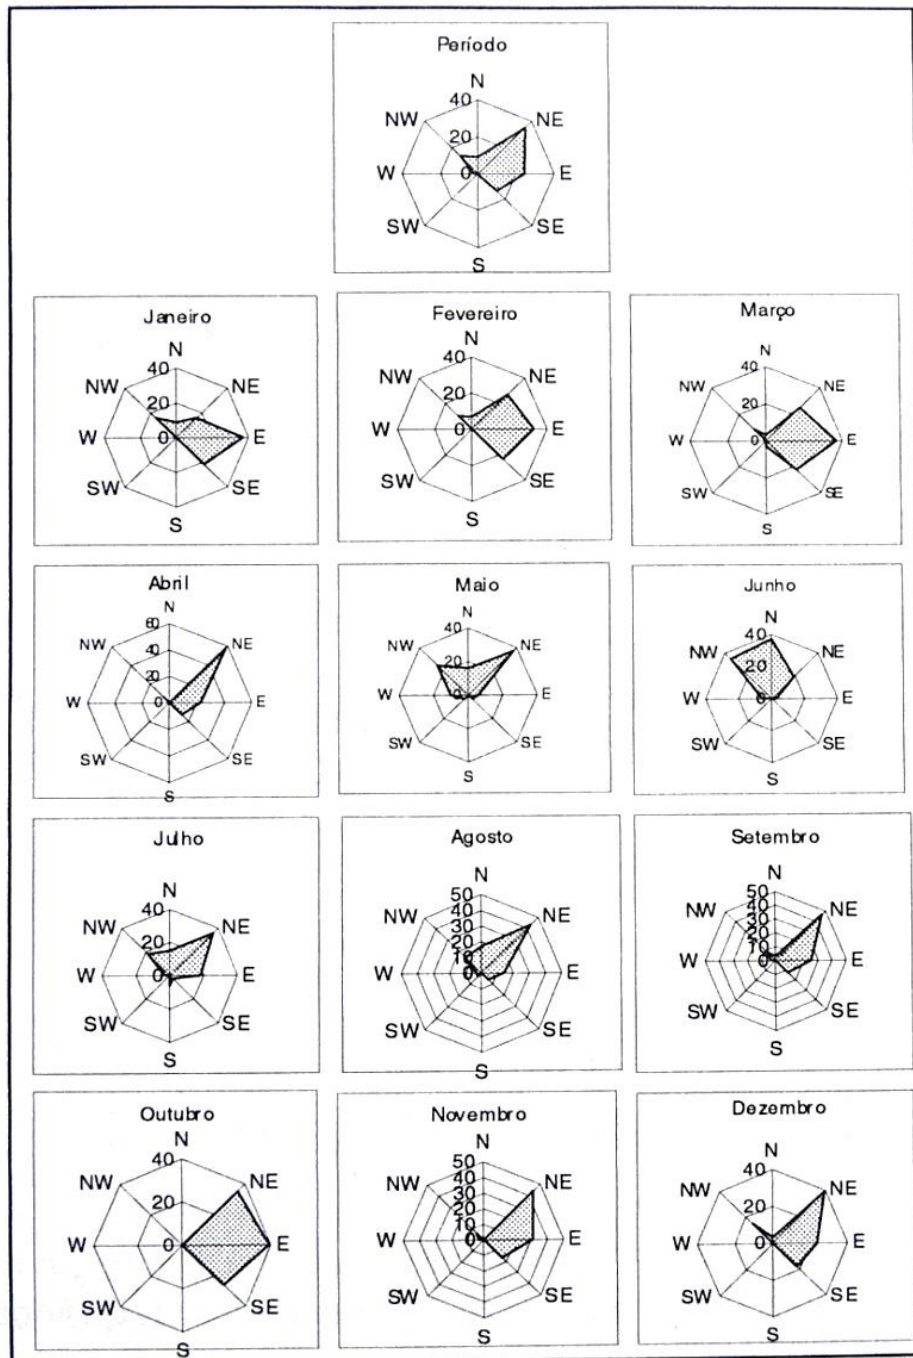 Período
N
40
NW
NE
20
W
0
E
SW
SE
S
Janeiro
N
40
NW
NE
20
W
0
E
SW
SE
S
Fevereiro
N
40
NW
NE
20
W
0
E
SW
SE
S
Março
N
40
NW
NE
20
W
0
E
SW
SE
S
Abril
N
60
NW
NE
40
20
W
0
E
SW
SE
S
Maio
N
40
NW
NE
20
W
0
E
SW
SE
S
Junho
N
40
NW
NE
20
W
0
E
SW
SE
S
Julho
N
40
NW
NE
20
W
0
E
SW
SE
S
Agosto
N
50
40
NW
NE
30
20
10
W
0
E
SW
SE
S
Setembro
N
50
40
NW
NE
30
20
10
W
0
E
SW
SE
S
Outubro
N
40
NW
NE
20
W
0
E
SW
SE
S
Novembro
N
50
40
NW
NE
30
20
10
W
0
E
SW
SE
S
Dezembro
N
40
NW
NE
20
W
0
E
SW
SE
S